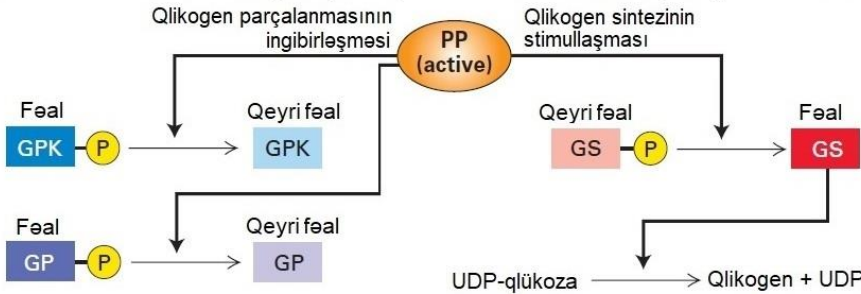 Qlikogen parçalanmasının
ingibirləşməsi
PP
(active)
Qlikogen sintezinin
stimullaşması
Fəal
GPK P
Qeyri fəal
GPK
Qeyri fəal
GS P
Fəal
GS
Fəal
GP P
Qeyri fəal
GP
UDP-qlükoza
Qlikogen + UDP